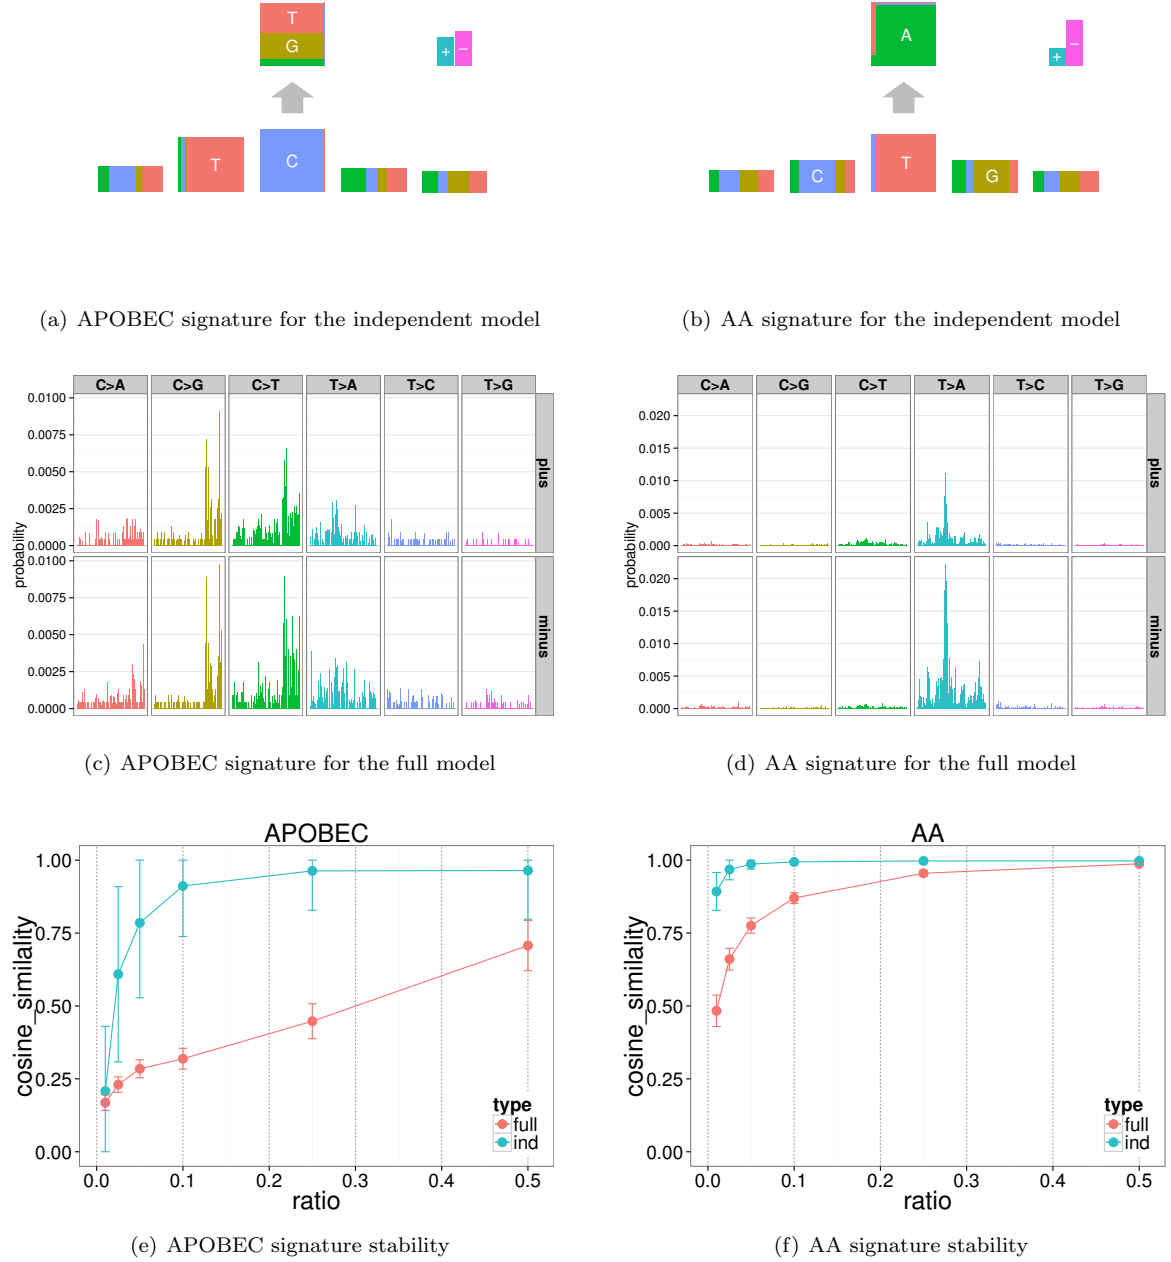 T
G
+ −
T C
A
+ −
C T G
(a) APOBEC signature for the independent model
(b) AA signature for the independent model
C>A C>G C>T T>A T>C T>G
0.0100
0.0075
0.0050
0.0025
0.0000
plus
probability
0.0100
0.0075
0.0050
0.0025
0.0000
minus
C>A C>G C>T T>A T>C T>G
0.020
0.015
0.010
0.005
0.000
plus
probability
0.020
0.015
0.010
0.005
0.000
minus
(c) APOBEC signature for the full model
(d) AA signature for the full model
APOBEC
cosine_similality
1.00
0.75
0.50
0.25
0.00
type
full
ind
0.0 0.1 0.2 0.3 0.4 0.5
ratio
AA
cosine_similality
1.00
0.75
0.50
0.25
0.00
type
full
ind
0.0 0.1 0.2 0.3 0.4 0.5
ratio
(e) APOBEC signature stability
(f) AA signature stability